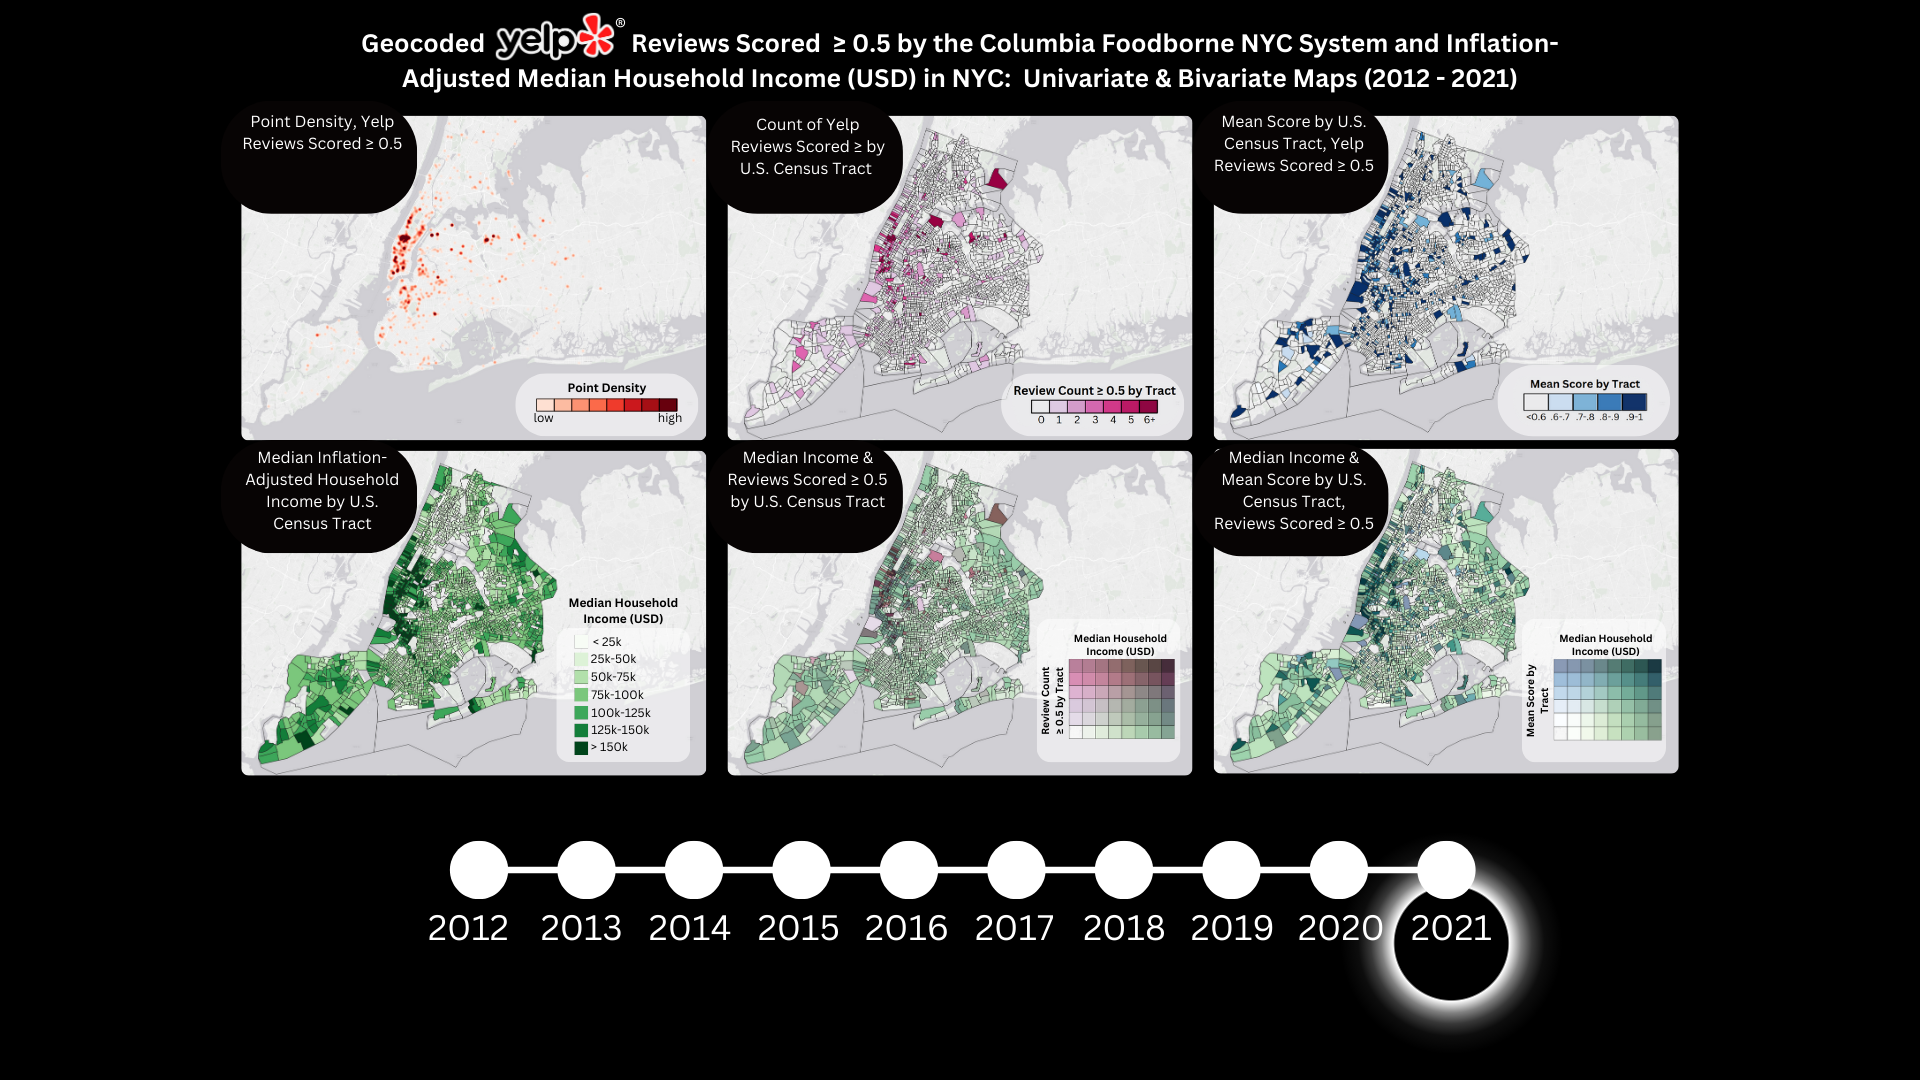 Geocoded yelp® Reviews Scored ≥ 0.5 by the Columbia Foodborne NYC System and Inflation-
Adjusted Median Household Income (USD) in NYC: Univariate & Bivariate Maps (2012 - 2021)
Point Density, Yelp
Reviews Scored ≥ 0.5
Point Density
low high
Count of Yelp
Reviews Scored ≥ by
U.S. Census Tract
Review Count ≥ 0.5 by Tract
0 1 2 3 4 5 6+
Mean Score by U.S.
Census Tract, Yelp
Reviews Scored ≥ 0.5
Mean Score by Tract
<0.6 .6-.7 .7-.8 .8-.9 .9-1
Median Inflation-
Adjusted Household
Income by U.S.
Census Tract
Median Household
Income (USD)
< 25k
25k-50k
50k-75k
75k-100k
100k-125k
125k-150k
> 150k
Median Income &
Reviews Scored ≥ 0.5
by U.S. Census Tract
Median Household
Income (USD)
Review Count
≥ 0.5 by Tract
Median Income &
Mean Score by U.S.
Census Tract,
Reviews Scored ≥ 0.5
Median Household
Income (USD)
Mean Score by
Tract
2012 2013 2014 2015 2016 2017 2018 2019 2020 2021